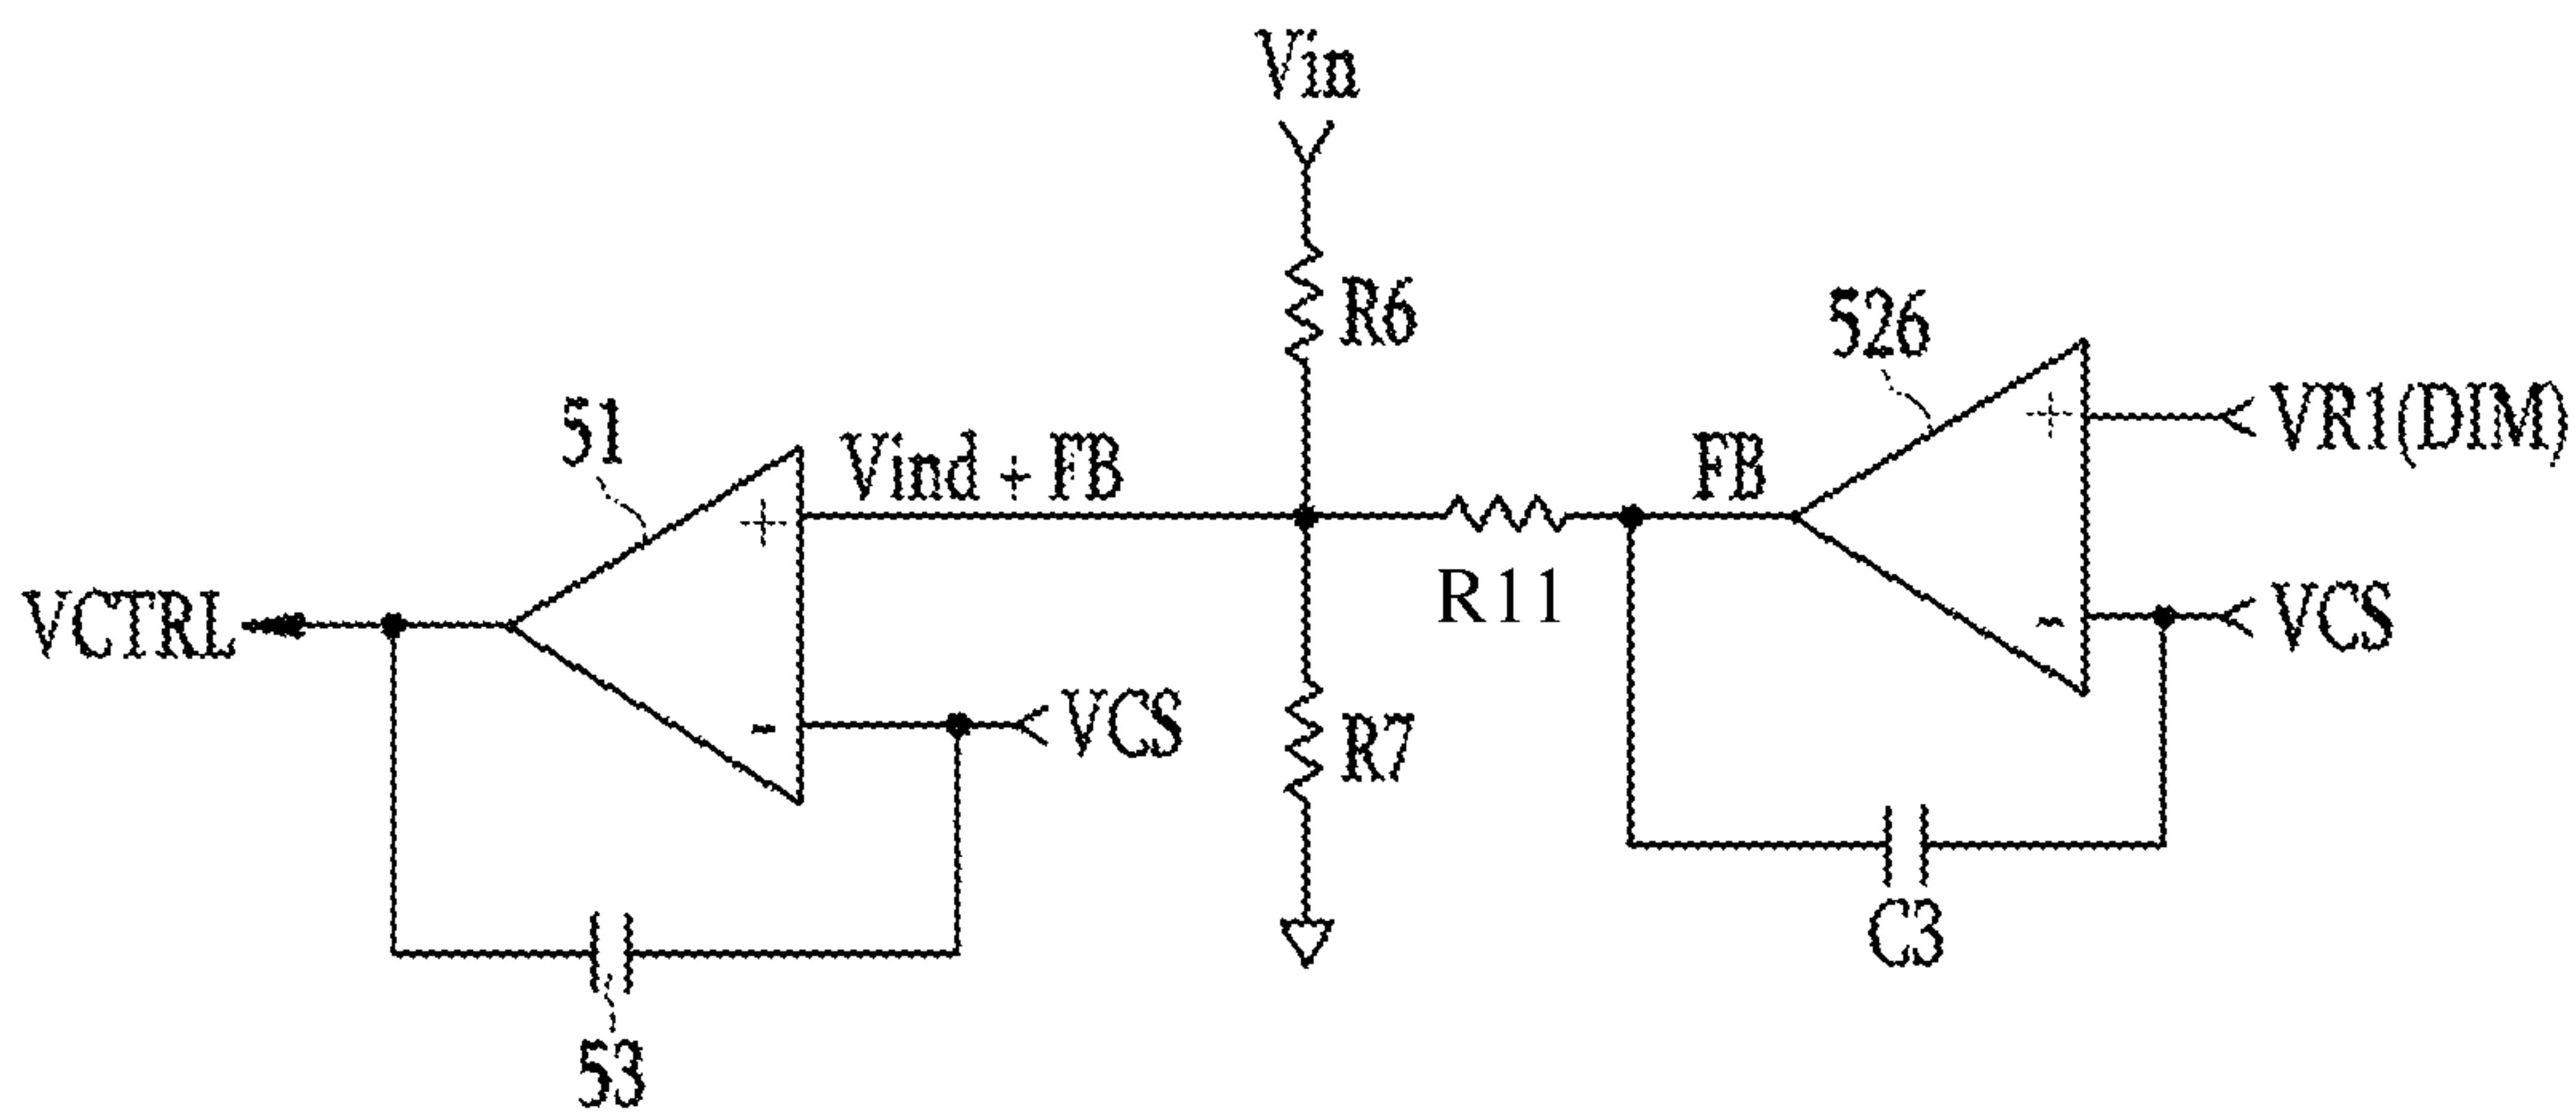 Vin
R6
526
51
Vind + FB
FB
+
VR1(DIM)
+
R11
VCTRL
-
VCS
-
VCS
R7
C3
53